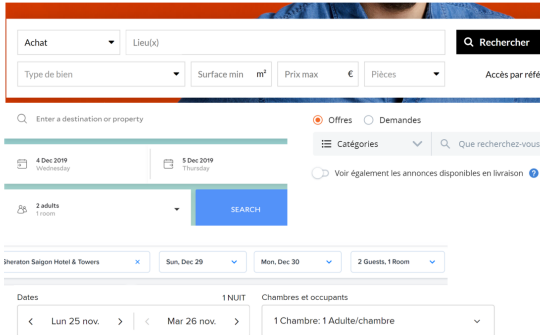 Achat
Lieu(x)
Rechercher
Type de bien
Surface min m²
Prix max €
Pièces
Accès par réfé
Enter a destination or property
Offres
Demandes
Catégories
Que recherchez-vous
4 Dec 2019
Wednesday
5 Dec 2019
Thursday
Voir également les annonces disponibles en livraison ?
2 adults
1 room
SEARCH
Sheraton Saigon Hotel & Towers ×
Sun, Dec 29
Mon, Dec 30
2 Guests, 1 Room
Dates
1 NUIT
Chambres et occupants
< Lun 25 nov. >
< Mar 26 nov. >
1 Chambre: 1 Adulte/chambre